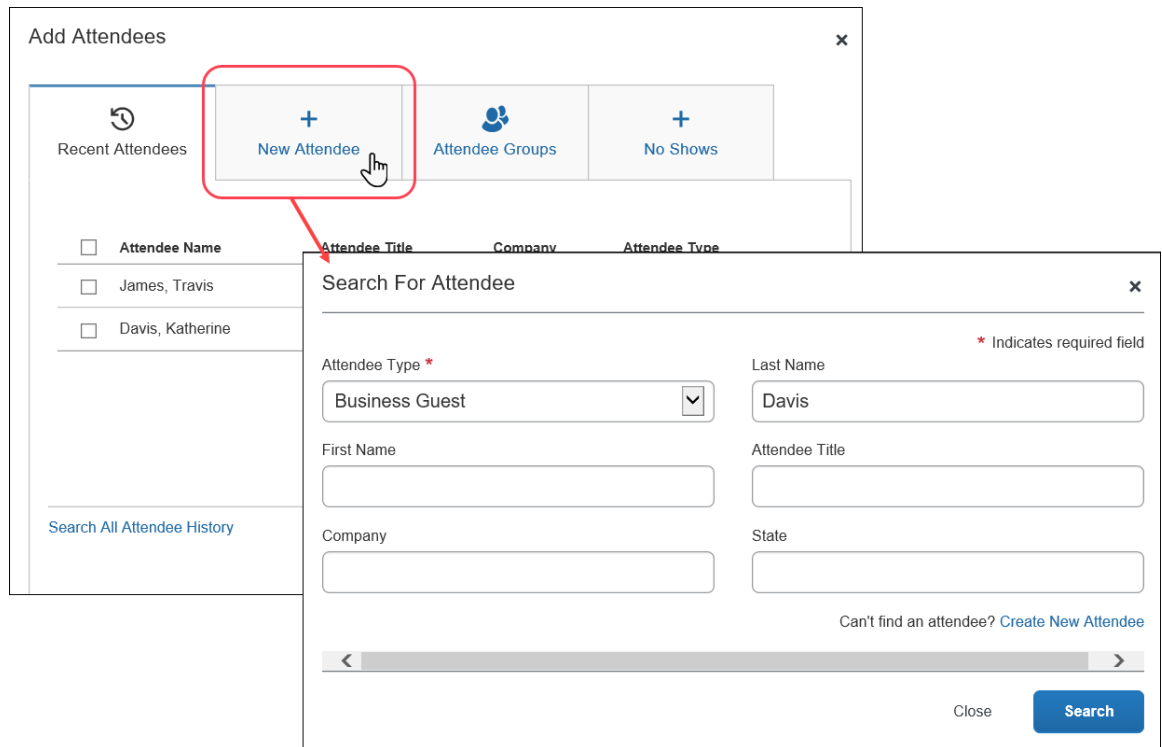 Add Attendees
Recent Attendees
New Attendee
Attendee Groups
No Shows
Attendee Name Attendee Title Company Attendee Type
James, Travis
Davis, Katherine
Search All Attendee History
Search For Attendee
* Indicates required field
Attendee Type *
Last Name
Business Guest
Davis
First Name
Attendee Title
Company
State
Can't find an attendee? Create New Attendee
Close
Search